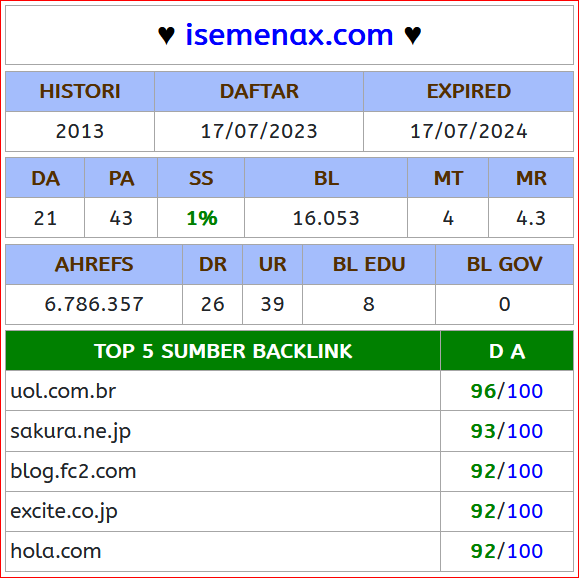 ♥ isemenax.com ♥
HISTORI DAFTAR EXPIRED
2013 17/07/2023 17/07/2024
DA PA SS BL MT MR
21 43 1% 16.053 4 4.3
AHREFS DR UR BL EDU BL GOV
6.786.357 26 39 8 0
TOP 5 SUMBER BACKLINK D A
uol.com.br 96/100
sakura.ne.jp 93/100
blog.fc2.com 92/100
excite.co.jp 92/100
hola.com 92/100